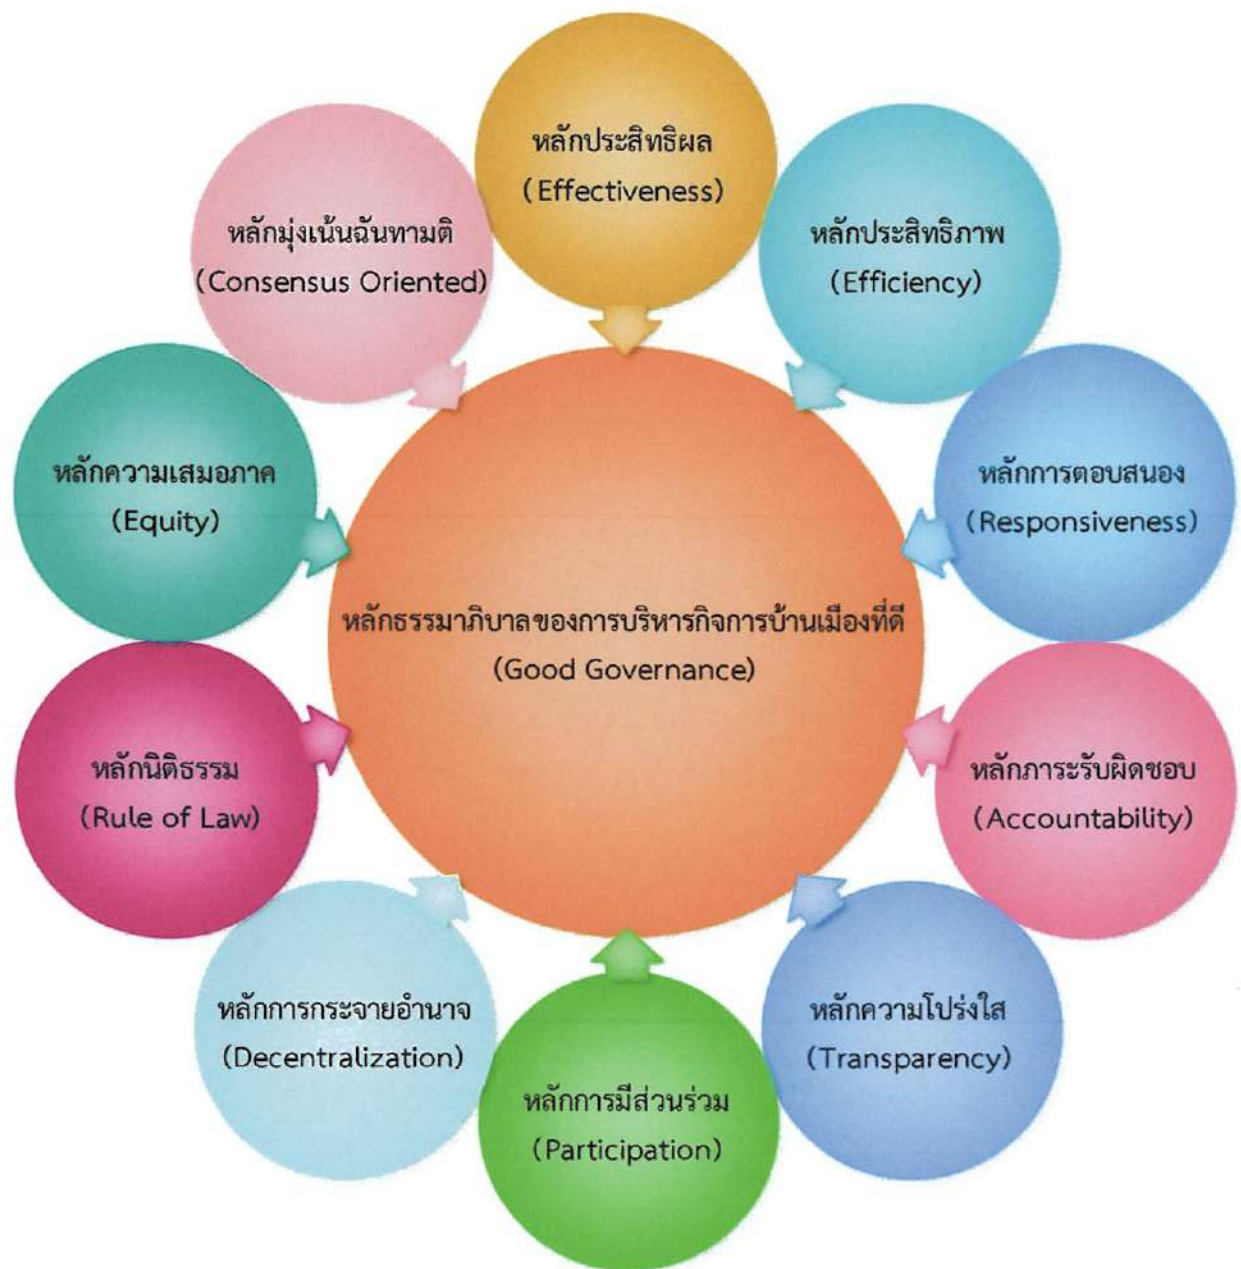 หลักประสิทธิผล
(Effectiveness)
หลักประสิทธิภาพ
(Efficiency)
หลักการตอบสนอง
(Responsiveness)
หลักภาระรับผิดชอบ
(Accountability)
หลักความโปร่งใส
(Transparency)
หลักการมีส่วนร่วม
(Participation)
หลักการกระจายอำนาจ
(Decentralization)
หลักนิติธรรม
(Rule of Law)
หลักความเสมอภาค
(Equity)
หลักมุ่งเน้นฉันทามติ
(Consensus Oriented)
หลักธรรมาภิบาลของการบริหารกิจการบ้านเมืองที่ดี
(Good Governance)